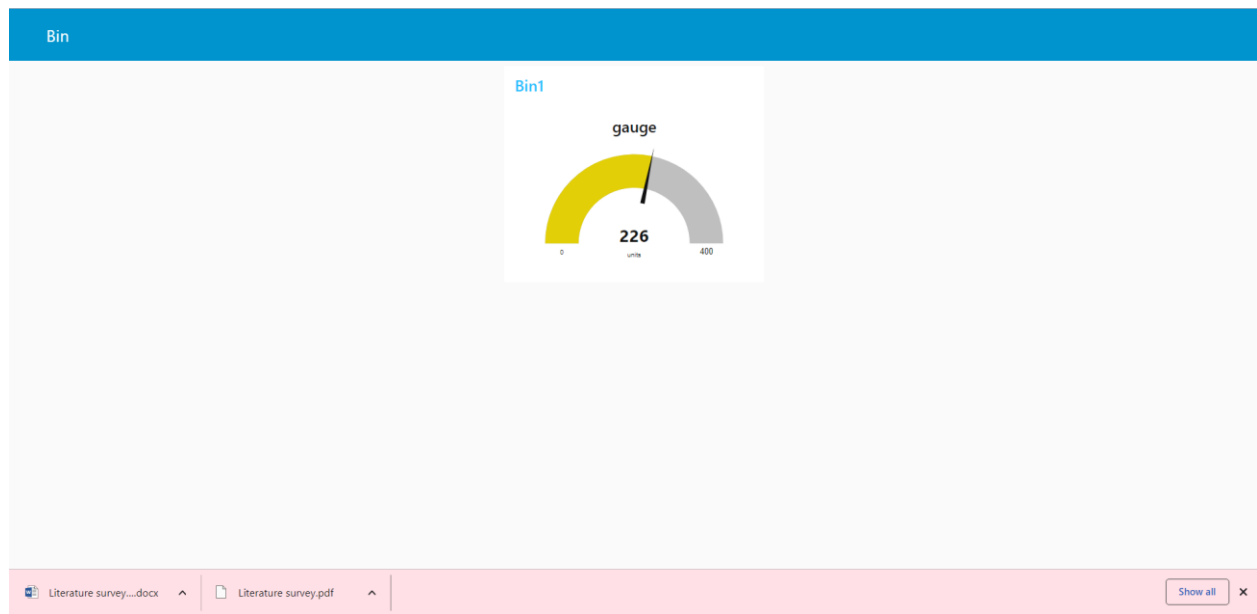 Bin
Bin1
gauge
226
0 units 400
Literature survey....docx Literature survey.pdf Show all